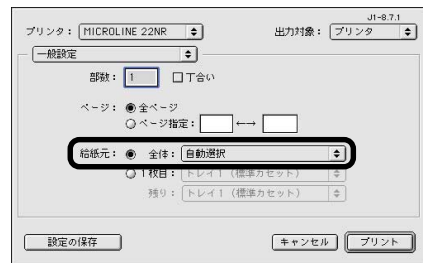 J1-8.7.1
プリンタ： MICROLINE 22NR 出力対象： プリンタ
一般設定
部数： 1 丁合い
ページ： 全ページ
ページ指定： ←→
給紙元： 全体： 自動選択
1枚目： トレイ1（標準カセット）
残り： トレイ1（標準カセット）
設定の保存 キャンセル プリント